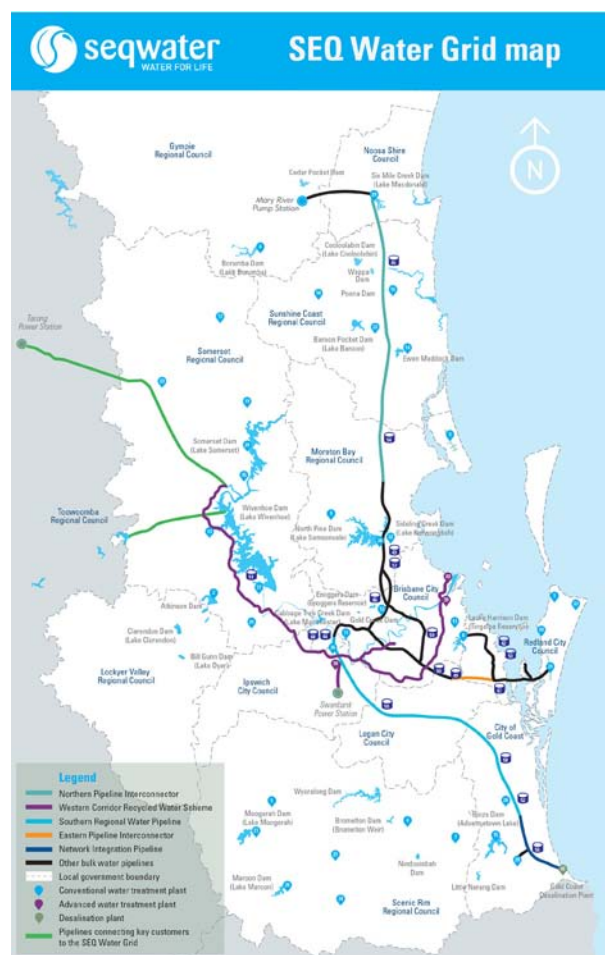 seqwater
WATER FOR LIFE
SEQ Water Grid map
Gympie
Regional Council
Noosa Shire
Council
Cedar Pocket Dam
Six Mile Creek Dam
(Lake Macdonald)
Mary River
Pump Station
N
Cooloolabin Dam
(Lake Cooloolabin)
Borumba Dam
(Lake Borumba)
Wappa
Dam
Poona Dam
Sunshine Coast
Regional Council
Tarong
Power Station
Baroon Pocket Dam
(Lake Baroon)
Ewen Maddock Dam
Somerset
Regional Council
Somerset Dam
(Lake Somerset)
Moreton Bay
Regional Council
Toowoomba
Regional Council
Wivenhoe Dam
(Lake Wivenhoe)
North Pine Dam
(Lake Samsonvale)
Sideling Creek Dam
(Lake Kurwongbah)
Enoggera Dam
(Enoggera Reservoir)
Brisbane City
Council
Atkinson Dam
Gold Creek Dam
Leslie Harrison Dam
Clarendon Dam
(Lake Clarendon)
Redland City
Council
Bill Gunn Dam
(Lake Dyer)
Lockyer Valley
Regional Council
Ipswich
City Council
Swanbank
Power Station
Logan City
Council
City of
Gold Coast
Wyaralong Dam
Moogerah Dam
(Lake Moogerah)
Bromelton Dam
(Bromelton Weir)
Hinze Dam
(Advancetown Lake)
Nindooinbah
Dam
Maroon Dam
(Lake Maroon)
Little Nerang Dam
Gold Coast
Desalination Plant
Scenic Rim
Regional Council
Legend
Northern Pipeline Interconnector
Western Corridor Recycled Water Scheme
Southern Regional Water Pipeline
Eastern Pipeline Interconnector
Network Integration Pipeline
Other bulk water pipelines
Local government boundary
Conventional water treatment plant
Advanced water treatment plant
Desalination plant
Pipelines connecting key customers
to the SEQ Water Grid